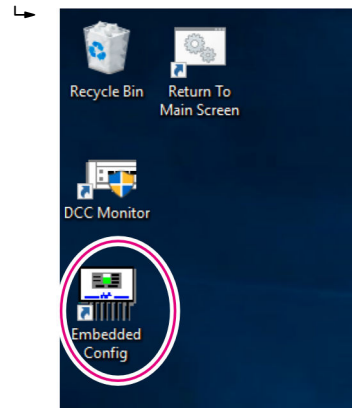 Recycle Bin
Return To
Main Screen
DCC Monitor
Embedded
Config